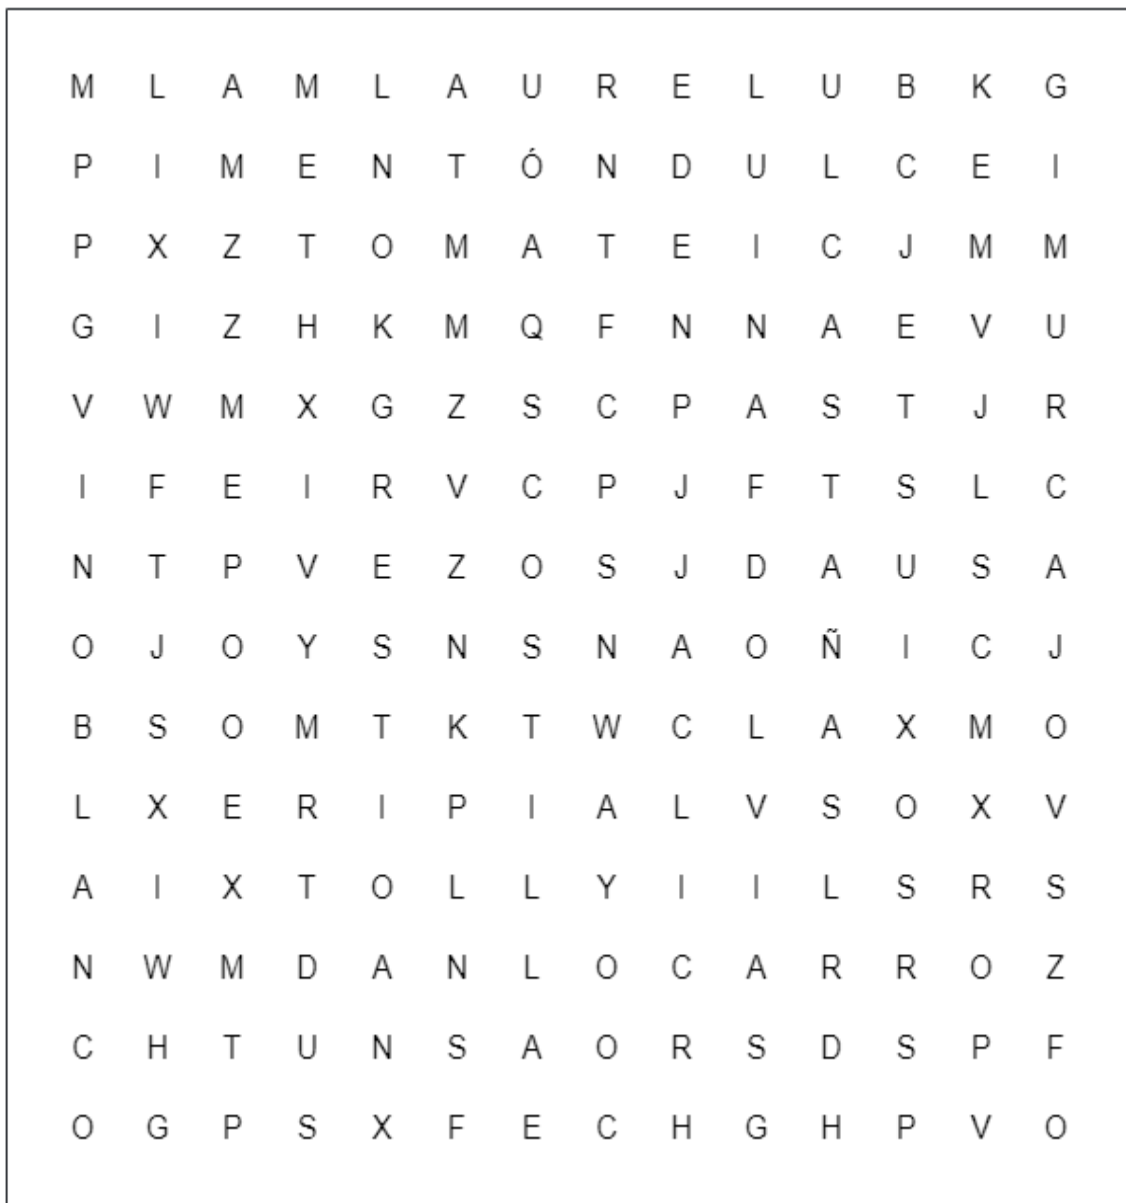 M L A M L A U R E L U B K G
P I M E N T Ó N D U L C E I
P X Z T O M A T E I C J M M
G I Z H K M Q F N N A E V U
V W M X G Z S C P A S T J R
I F E I R V C P J F T S L C
N T P V E Z O S J D A U S A
O J O Y S N S N A O Ñ I C J
B S O M T K T W C L A X M O
L X E R I P I A L V S O X V
A I X T O L L Y I I L S R S
N W M D A N L O C A R R O Z
C H T U N S A O R S D S P F
O G P S X F E C H G H P V O